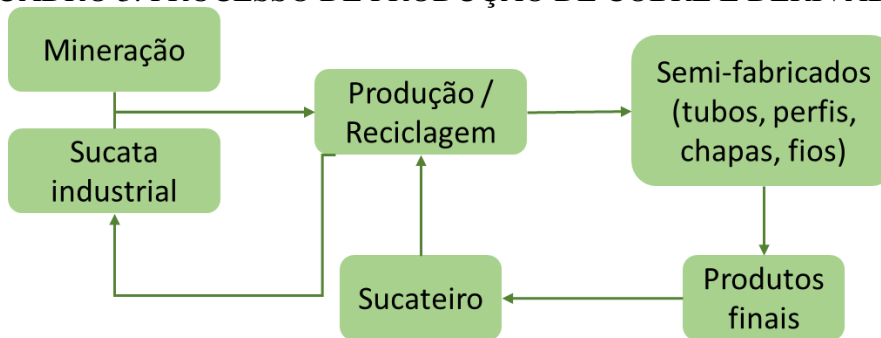 Mineração
Produção /
Reciclagem
Semi-fabricados
(tubos, perfis,
chapas, fios)
Sucata
industrial
Sucateiro
Produtos
finais